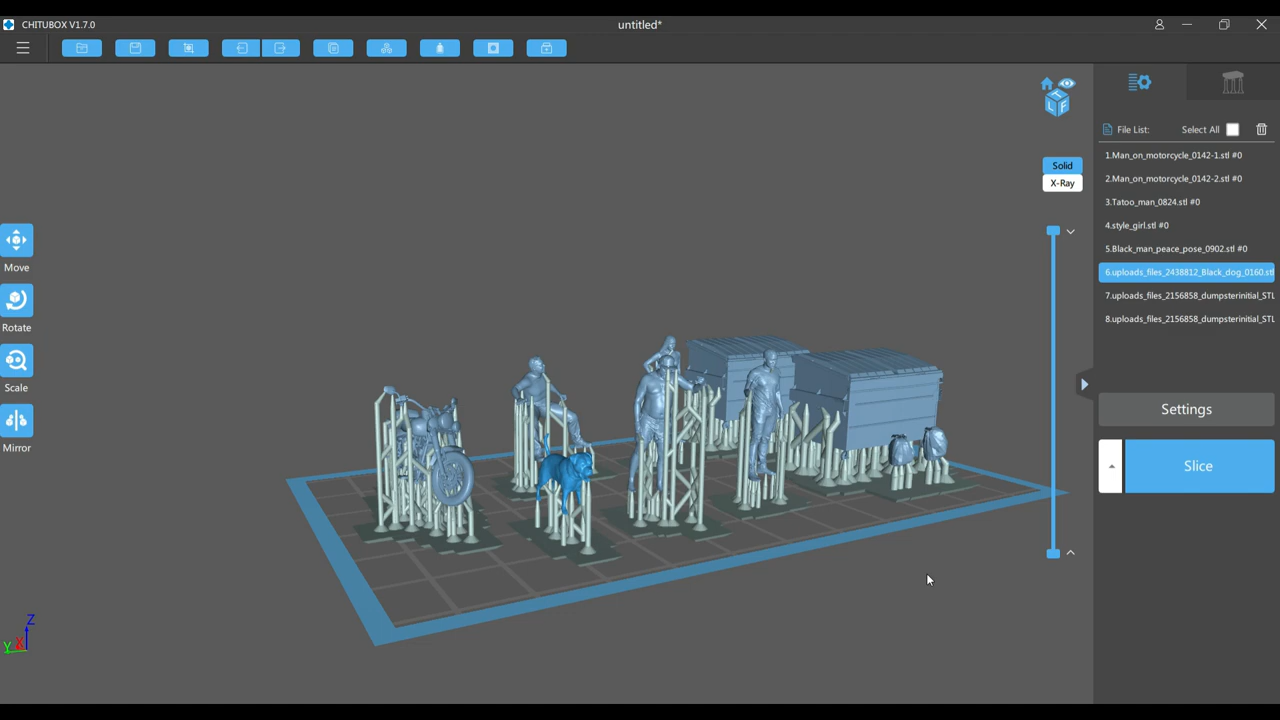 CHITUBOX V1.7.0
untitled*
File List:
Select All
1.Man_on_motorcycle_0142-1.stl #0
2.Man_on_motorcycle_0142-2.stl #0
3.Tatoo_man_0824.stl #0
4.style_girl.stl #0
5.Black_man_peace_pose_0902.stl #0
6.uploads_files_2438812_Black_dog_0160.stl
7.uploads_files_2156858_dumpsterinitial_STL
8.uploads_files_2156858_dumpsterinitial_STL
T
L F
Solid
X-Ray
Move
Rotate
Scale
Mirror
Settings
Slice
Z
Y X